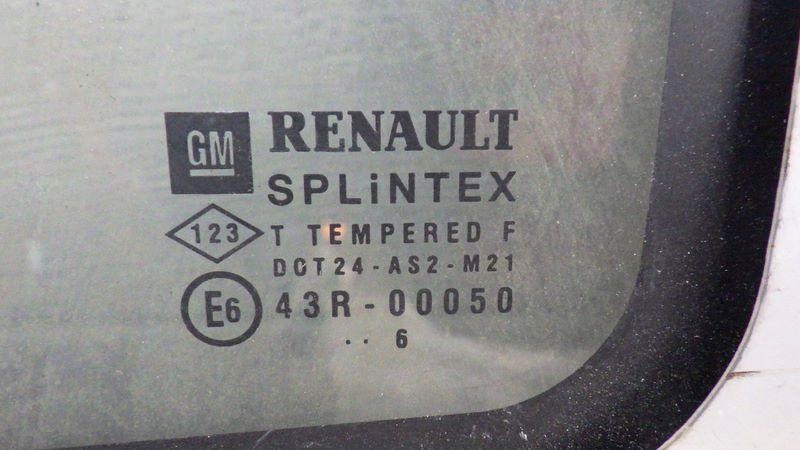 GM RENAULT
SPLiNTEX
123 T TEMPERED F
DOT24-AS2-M21
E6 43R-00050
·· 6